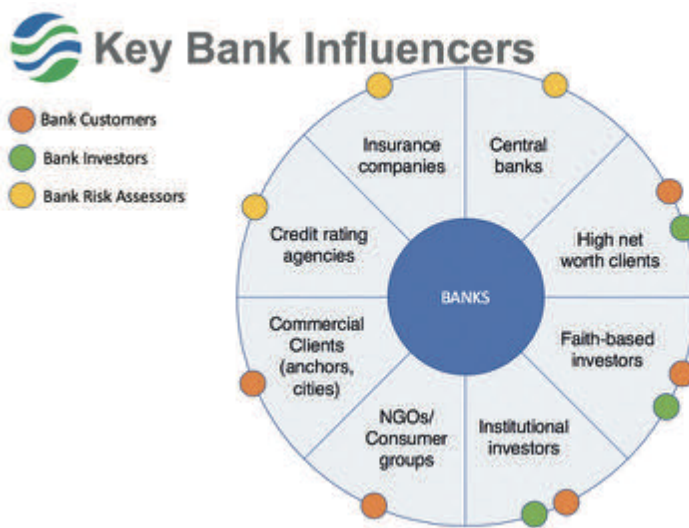 Key Bank Influencers
Bank Customers
Bank Investors
Bank Risk Assessors
Insurance
companies
Central
banks
Credit rating
agencies
High net
worth clients
BANKS
Commercial
Clients
(anchors,
cities)
Faith-based
investors
NGOs/
Consumer
groups
Institutional
investors